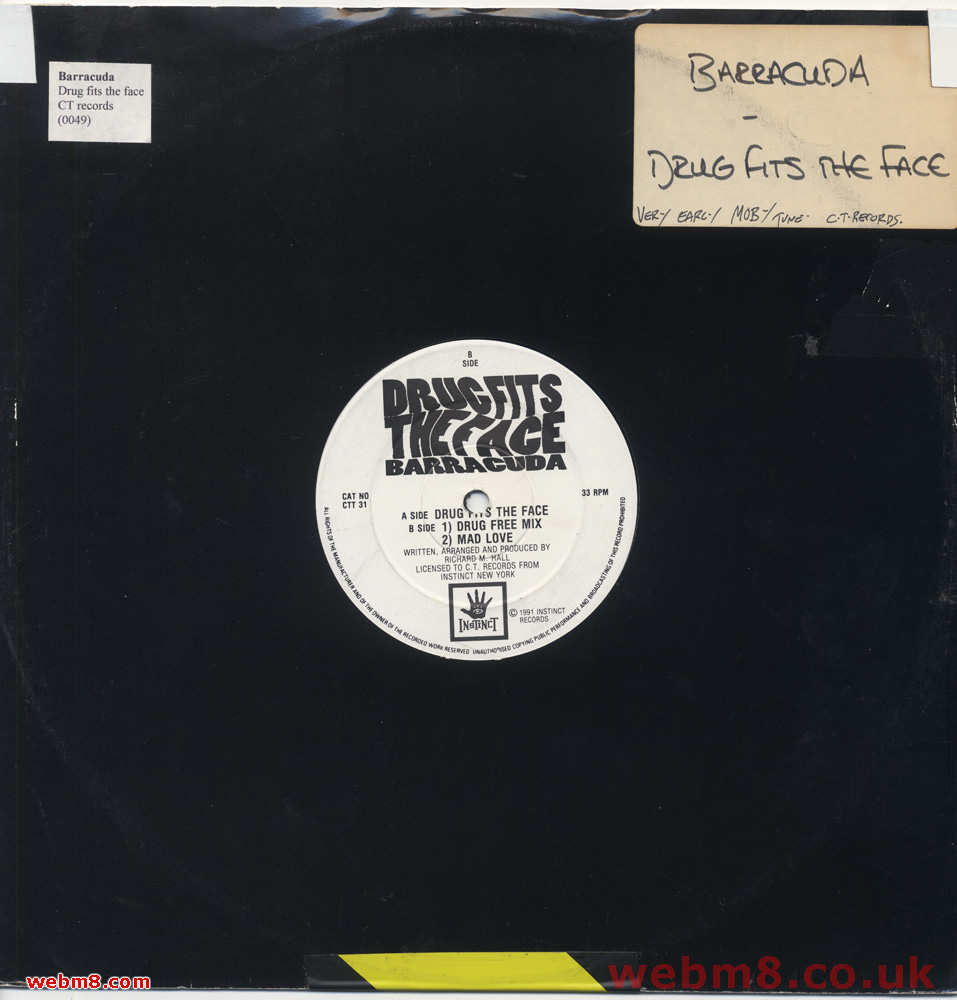 Barracuda
Drug fits the face
CT records
(0049)
BARRACUDA
-
DRUG FITS THE FACE
VERY EARLY MOBY TUNE. C.T. RECORDS.
B
SIDE
DRUG FITS
THE FACE
BARRACUDA
CAT NO
CTT 31
33 RPM
A SIDE DRUG FITS THE FACE
B SIDE 1) DRUG FREE MIX
2) MAD LOVE
WRITTEN, ARRANGED AND PRODUCED BY
RICHARD M. HALL
LICENSED TO C.T. RECORDS FROM
INSTINCT NEW YORK
INSTINCT
© 1991 INSTINCT
RECORDS
ALL RIGHTS OF THE MANUFACTURER AND OF THE OWNER OF THE RECORDED WORK RESERVED UNAUTHORISED COPYING PUBLIC PERFORMANCE AND BROADCASTING OF THIS RECORD PROHIBITED
webm8.com
webm8.co.uk